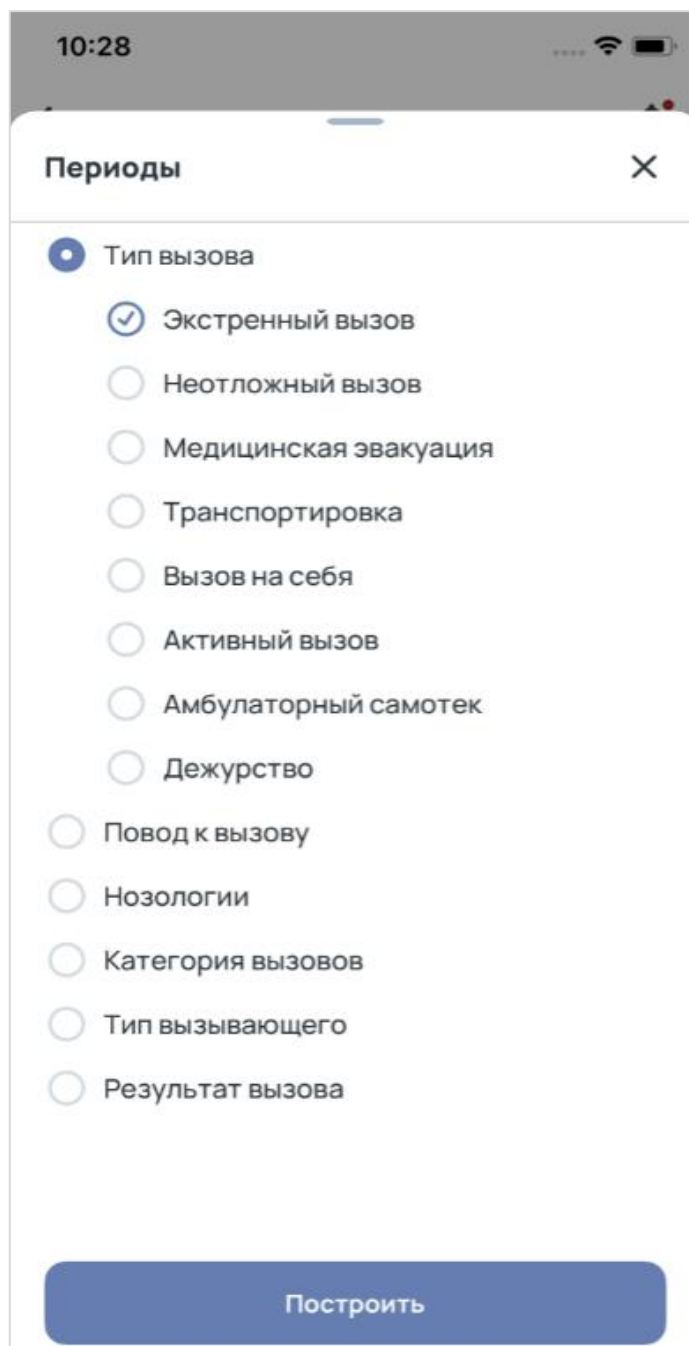 10:28
Периоды
Тип вызова
Экстренный вызов
Неотложный вызов
Медицинская эвакуация
Транспортировка
Вызов на себя
Активный вызов
Амбулаторный самотек
Дежурство
Повод к вызову
Нозологии
Категория вызовов
Тип вызывающего
Результат вызова
Построить